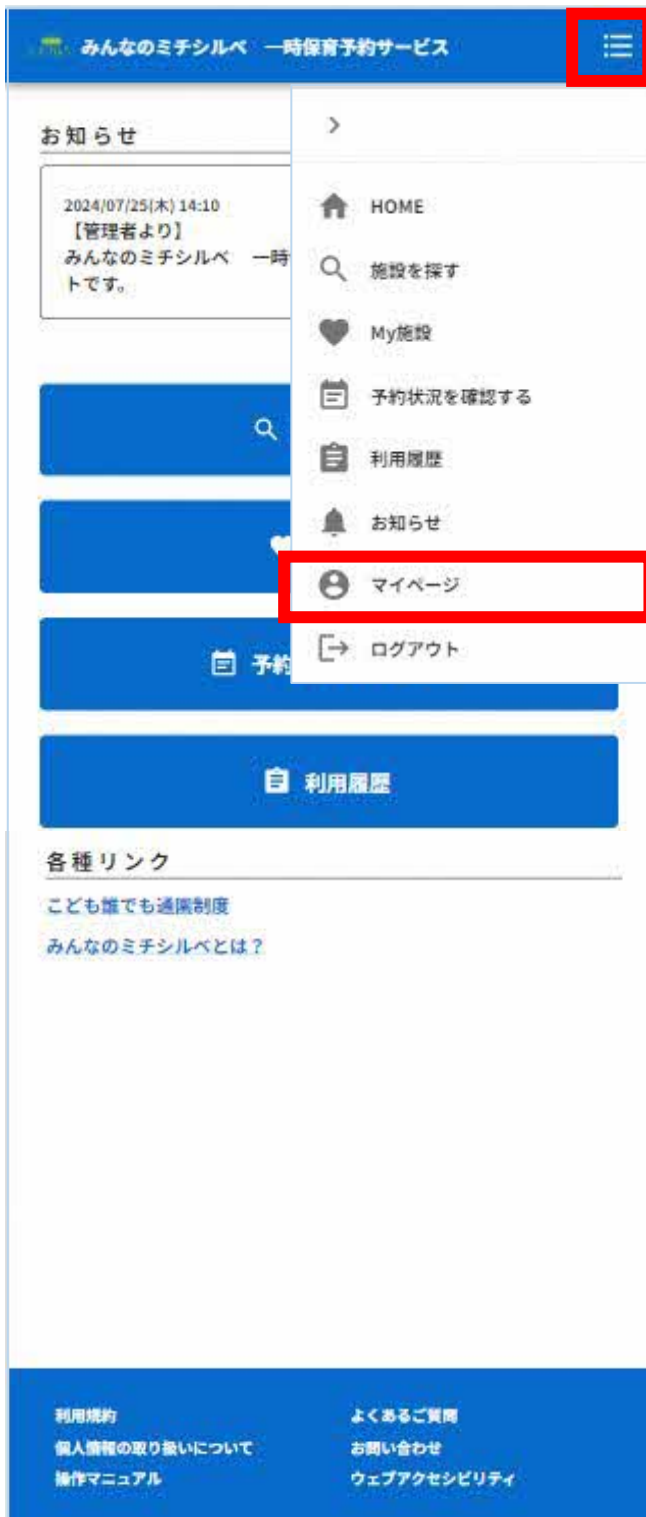 みんなのミチシルベ　一時保育予約サービス
お知らせ
2024/07/25(木) 14:10
【管理者より】
みんなのミチシルベ　一時
トです。
HOME
施設を探す
My施設
予約状況を確認する
利用履歴
お知らせ
マイページ
ログアウト
予約
利用履歴
各種リンク
こども誰でも通園制度
みんなのミチシルベとは？
利用規約
よくあるご質問
個人情報の取り扱いについて
お問い合わせ
操作マニュアル
ウェブアクセシビリティ